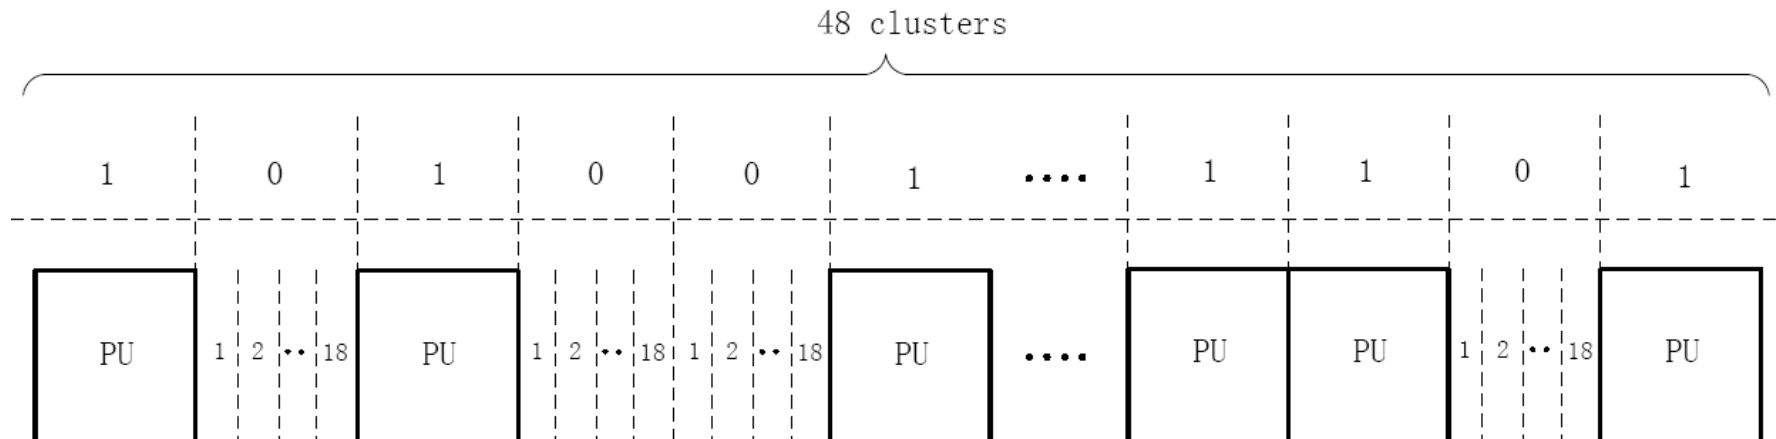 48 clusters
1 0 1 0 0 1 •••• 1 1 0 1
PU 1 2 •• 18 PU 1 2 •• 18 1 2 •• 18 PU •••• PU PU 1 2 •• 18 PU